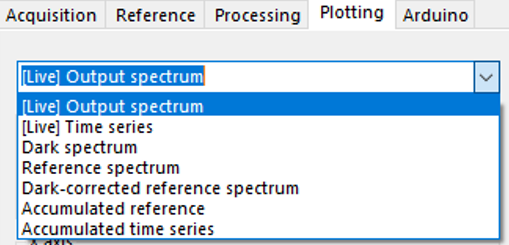 Acquisition Reference Processing Plotting Arduino
[Live] Output spectrum
[Live] Output spectrum
[Live] Time series
Dark spectrum
Reference spectrum
Dark-corrected reference spectrum
Accumulated reference
Accumulated time series
x axis